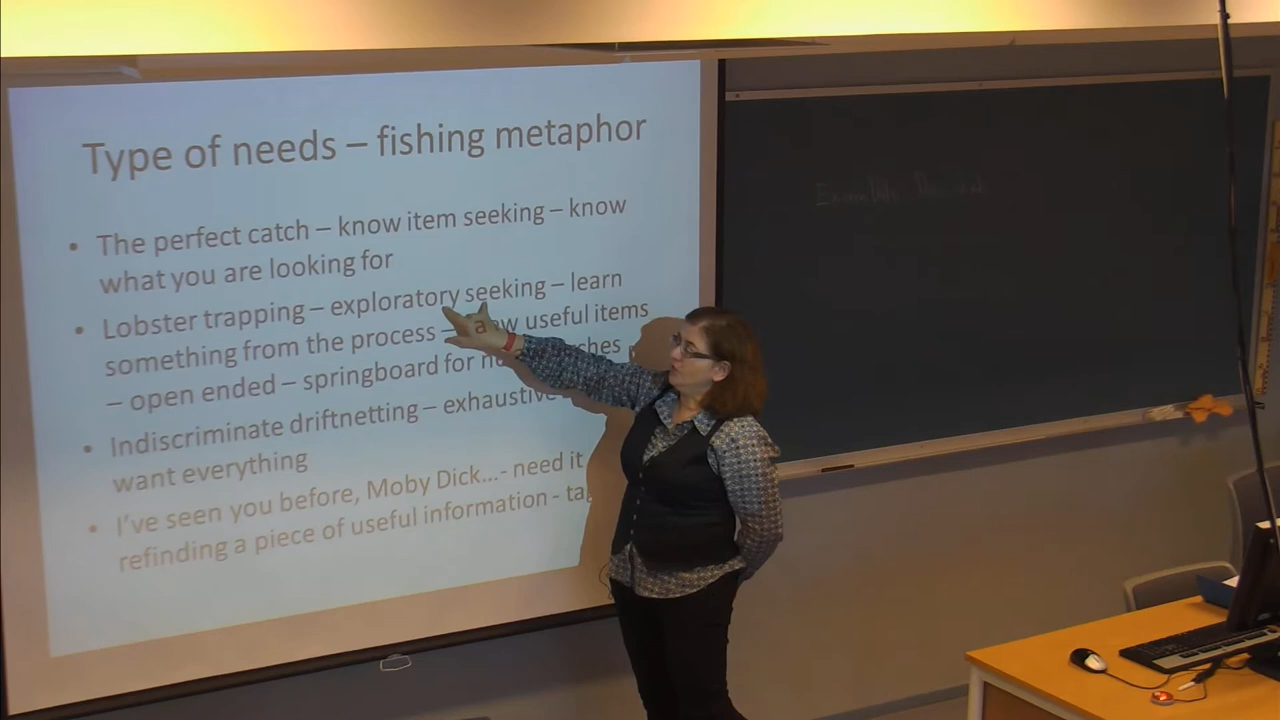 Type of needs – fishing metaphor
• The perfect catch – know item seeking – know
what you are looking for
• Lobster trapping – exploratory seeking – learn
something from the process – useful items
– open ended – springboard for
• Indiscriminate driftnetting – exhaustive
want everything
• I've seen you before, Moby Dick...- need it
refinding a piece of useful information -